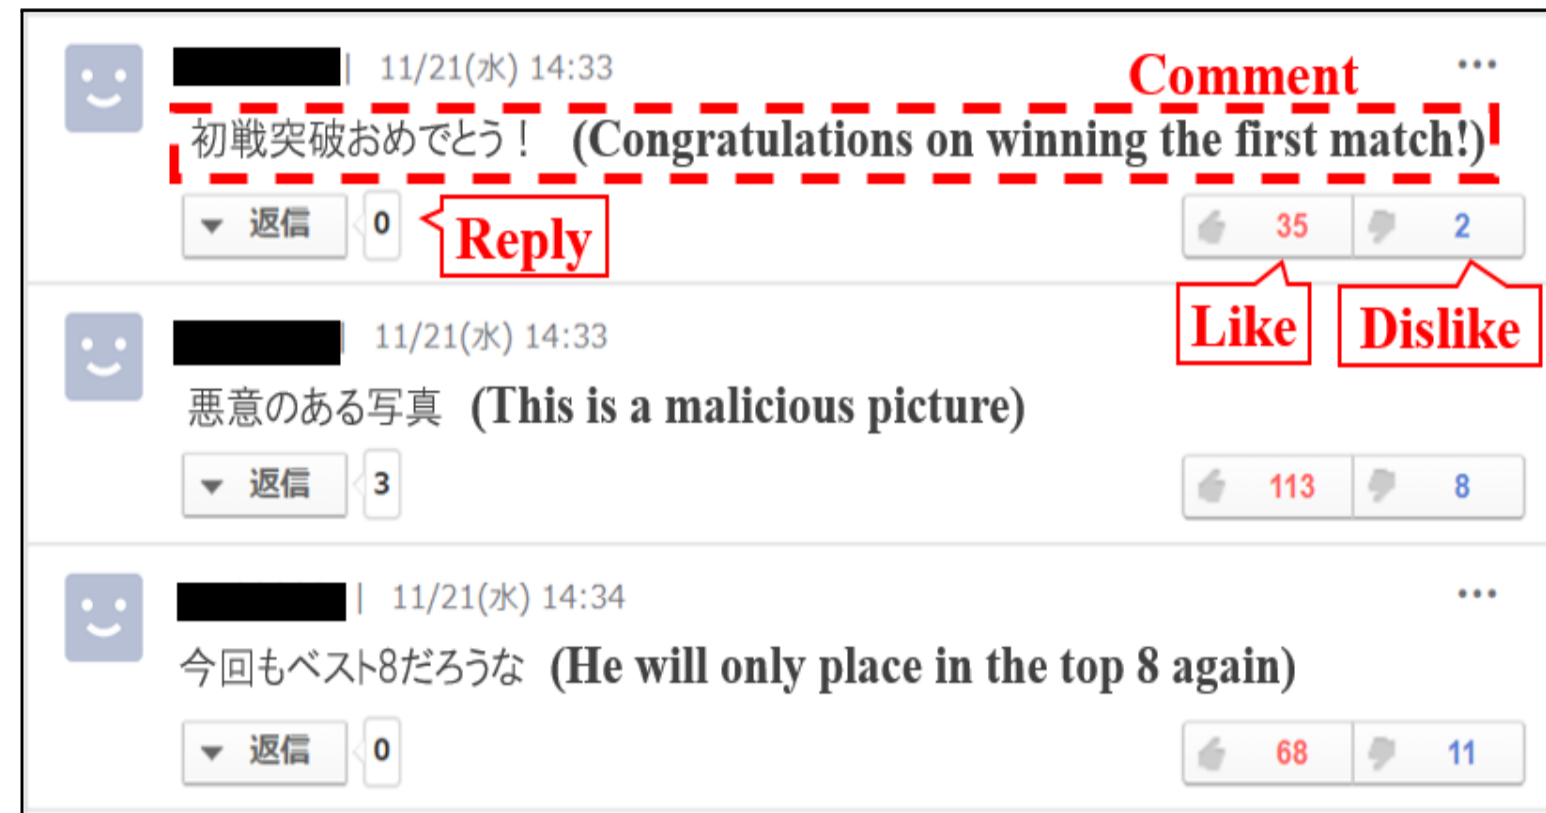 11/21(水) 14:33
Comment
初戦突破おめでとう! (Congratulations on winning the first match!)
返信 0
Reply
35 2
Like Dislike
11/21(水) 14:33
悪意のある写真 (This is a malicious picture)
返信 3
113 8
11/21(水) 14:34
今回もベスト8だろうな (He will only place in the top 8 again)
返信 0
68 11